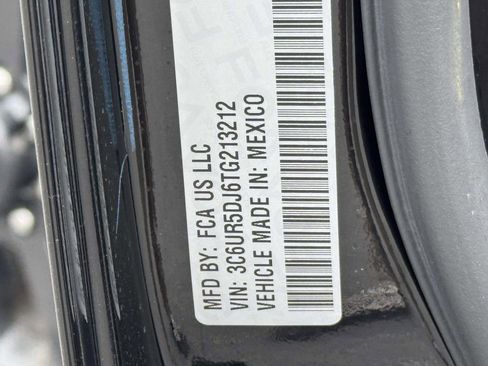 MFD BY: FCA US LLC
VIN: 3C6UR5DJ6TG213212
VEHICLE MADE IN: MEXICO